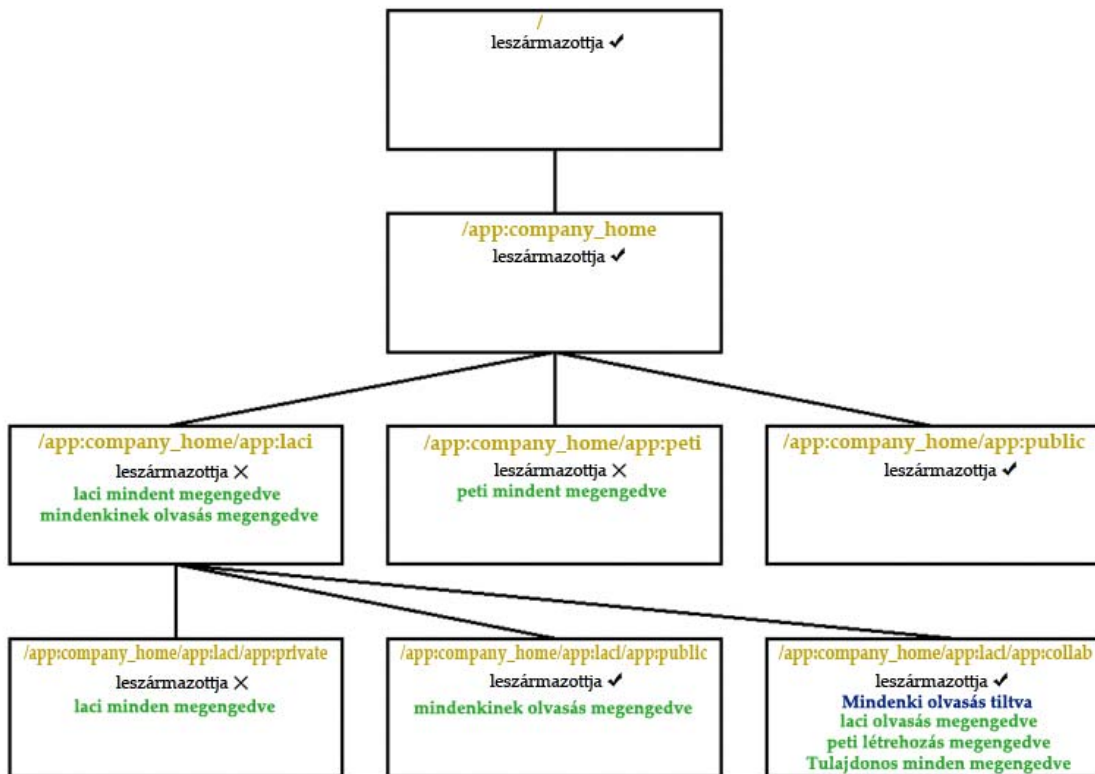 /
leszármazottja ✔
/app:company_home
leszármazottja ✔
/app:company_home/app:laci
leszármazottja ✕
laci mindent megengedve
mindenkinek olvasás megengedve
/app:company_home/app:peti
leszármazottja ✕
peti mindent megengedve
/app:company_home/app:public
leszármazottja ✔
/app:company_home/app:laci/app:private
leszármazottja ✕
laci minden megengedve
/app:company_home/app:laci/app:public
leszármazottja ✔
mindenkinek olvasás megengedve
/app:company_home/app:laci/app:collab
leszármazottja ✔
Mindenki olvasás tiltva
laci olvasás megengedve
peti létrehozás megengedve
Tulajdonos minden megengedve